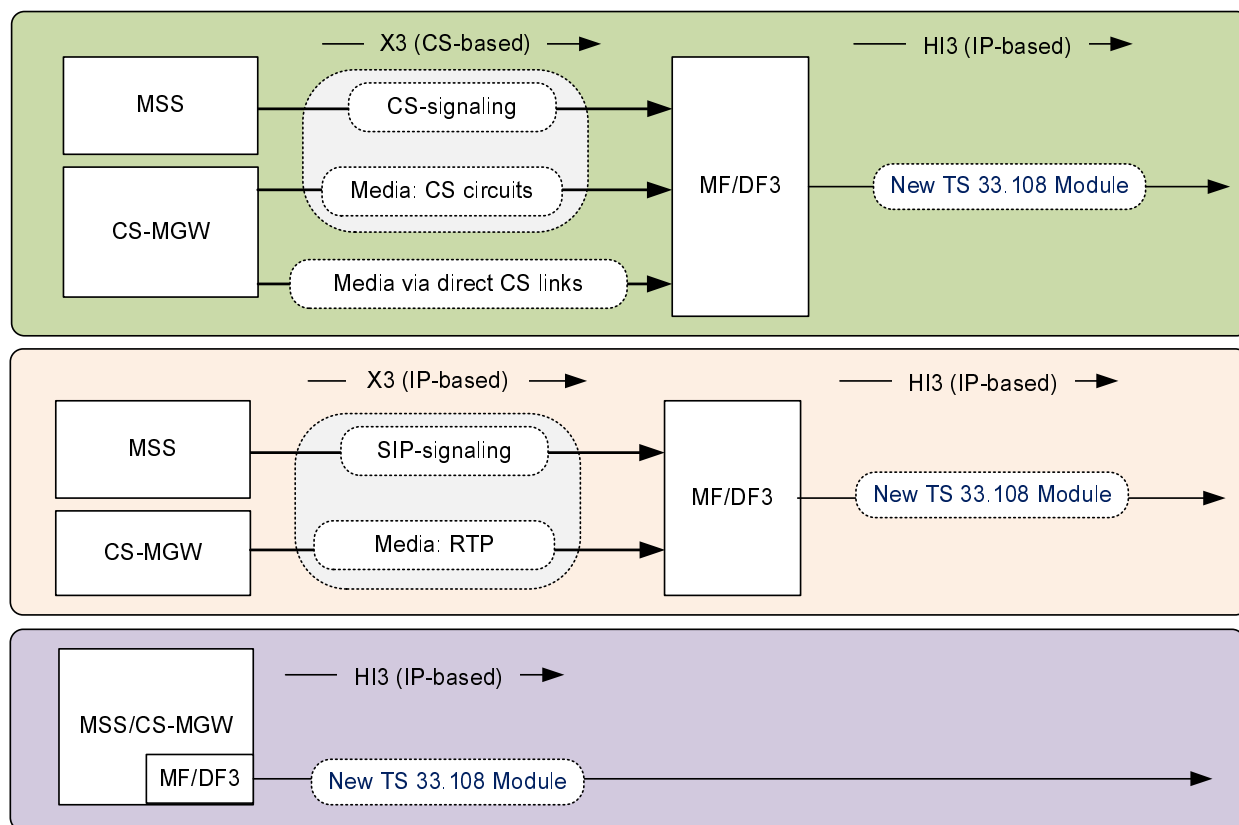 X3 (CS-based)
HI3 (IP-based)
MSS
CS-signaling
CS-MGW
Media: CS circuits
MF/DF3
New TS 33.108 Module
Media via direct CS links
X3 (IP-based)
HI3 (IP-based)
MSS
SIP-signaling
MF/DF3
New TS 33.108 Module
CS-MGW
Media: RTP
HI3 (IP-based)
MSS/CS-MGW
MF/DF3
New TS 33.108 Module